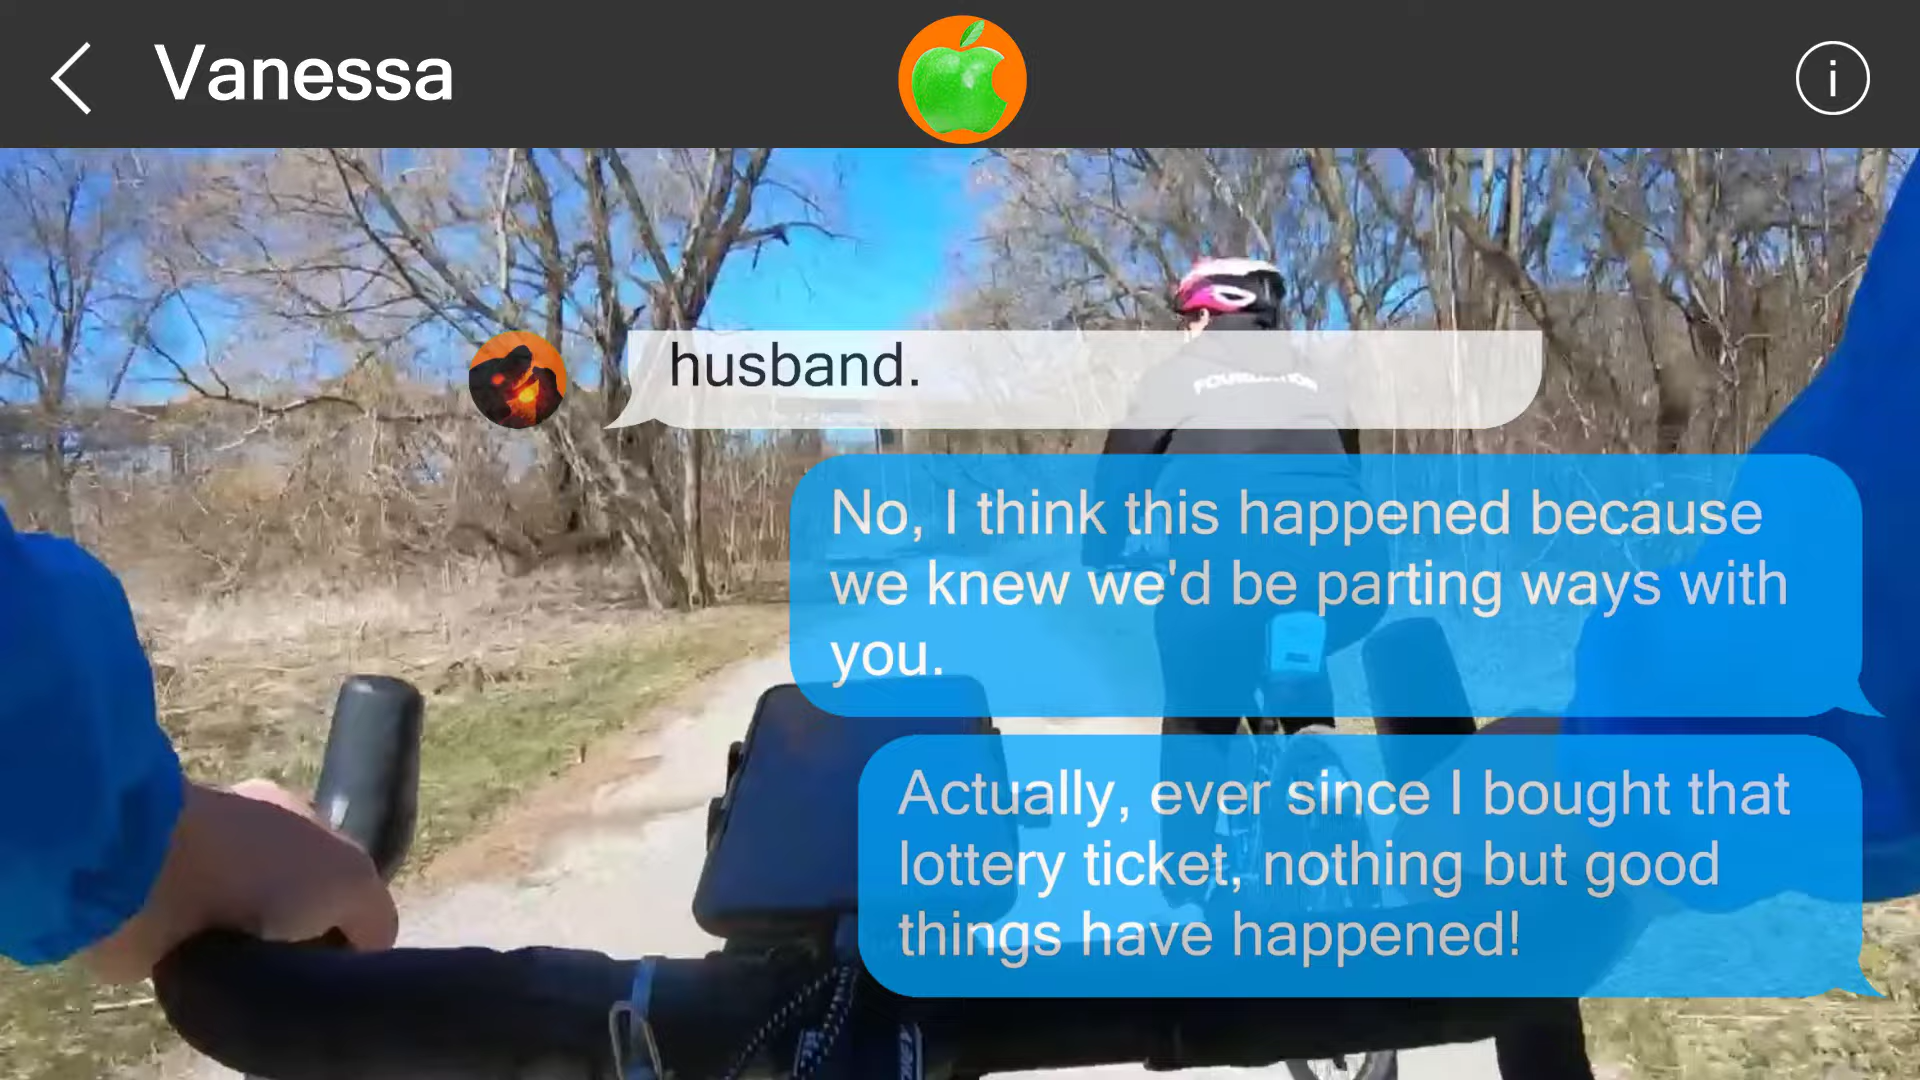 Vanessa
husband.
FOUNDATION
No, I think this happened because
we knew we'd be parting ways with
you.
Actually, ever since I bought that
lottery ticket, nothing but good
things have happened!